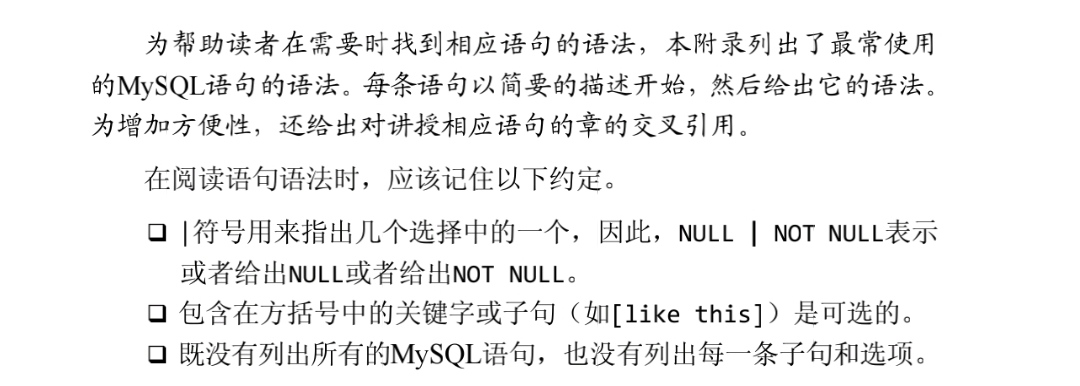 为帮助读者在需要时找到相应语句的语法，本附录列出了最常使用
的MySQL语句的语法。每条语句以简要的描述开始，然后给出它的语法。
为增加方便性，还给出对讲授相应语句的章的交叉引用。
在阅读语句语法时，应该记住以下约定。
❑ |符号用来指出几个选择中的一个，因此，NULL | NOT NULL表示
或者给出NULL或者给出NOT NULL。
❑ 包含在方括号中的关键字或子句（如[like this]）是可选的。
❑ 既没有列出所有的MySQL语句，也没有列出每一条子句和选项。